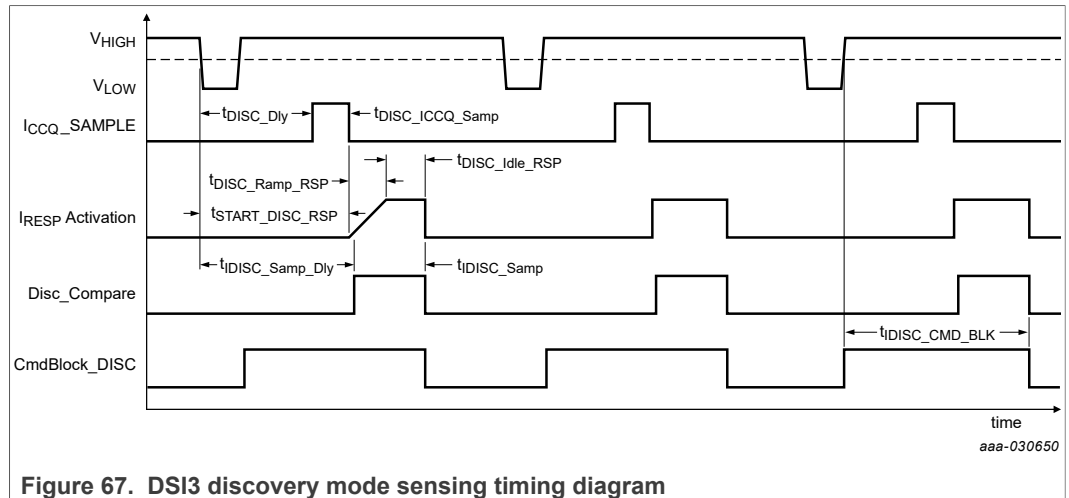 VHIGH
VLOW
tDISC_Dly
tDISC_ICCQ_Samp
ICCQ_SAMPLE
tDISC_Idle_RSP
tDISC_Ramp_RSP
tSTART_DISC_RSP
IRESP Activation
tIDISC_Samp_Dly
tIDISC_Samp
Disc_Compare
tIDISC_CMD_BLK
CmdBlock_DISC
time
aaa-030650
Figure 67. DSI3 discovery mode sensing timing diagram